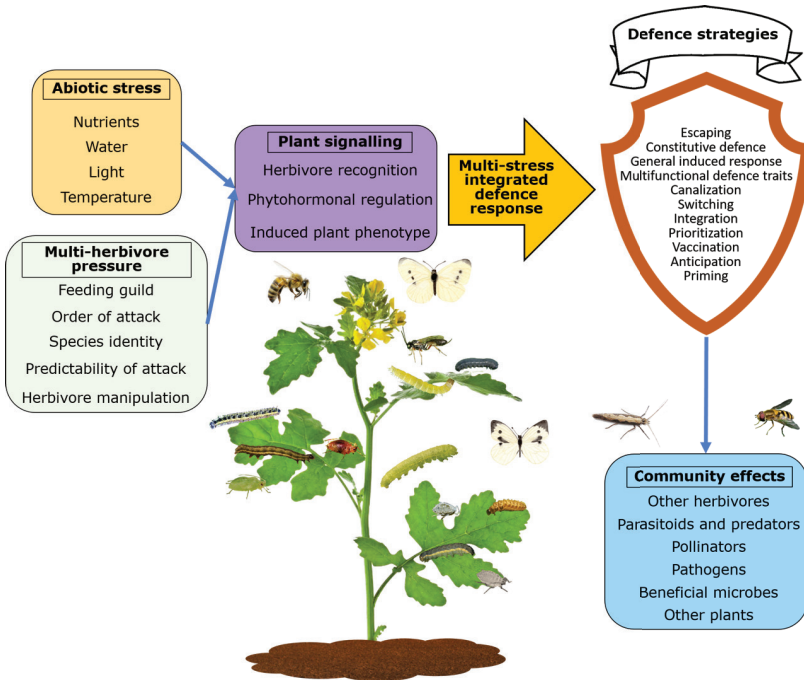 Abiotic stress
Nutrients
Water
Light
Temperature
Multi-herbivore
pressure
Feeding guild
Order of attack
Species identity
Predictability of attack
Herbivore manipulation
Plant signalling
Herbivore recognition
Phytohormonal regulation
Induced plant phenotype
Multi-stress
integrated
defence
response
Defence strategies
Escaping
Constitutive defence
General induced response
Multifunctional defence traits
Canalization
Switching
Integration
Prioritization
Vaccination
Anticipation
Priming
Community effects
Other herbivores
Parasitoids and predators
Pollinators
Pathogens
Beneficial microbes
Other plants